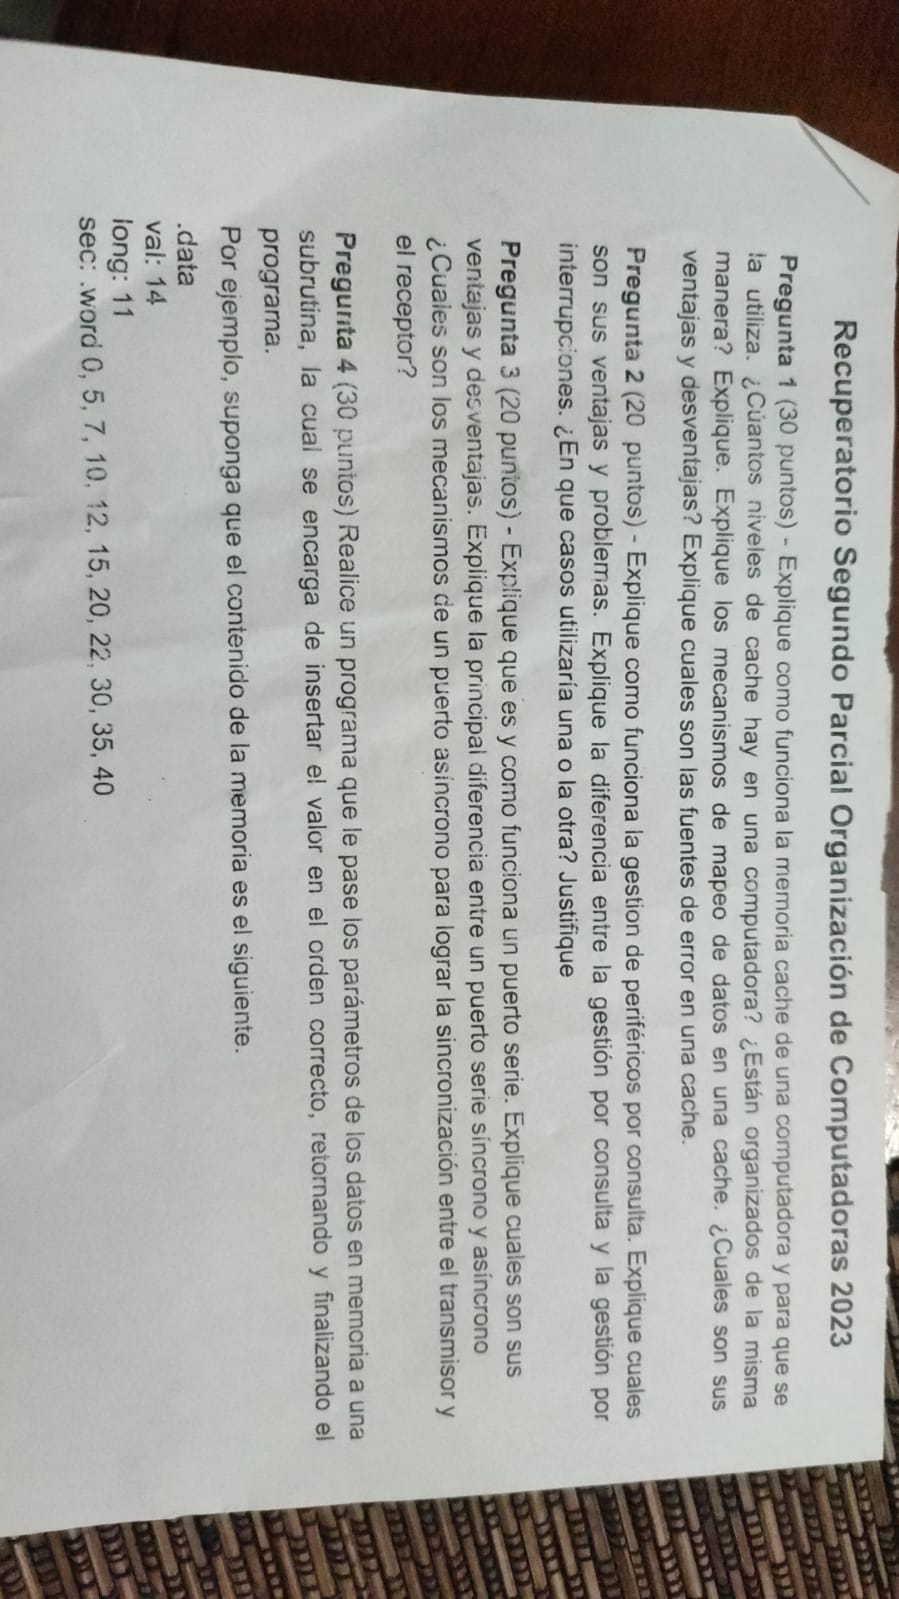 Recuperatorio Segundo Parcial Organización de Computadoras 2023
Pregunta 1 (30 puntos) - Explique como funciona la memoria cache de una computadora y para que se
la utiliza. ¿Cúantos niveles de cache hay en una computadora? ¿Están organizados de la misma
manera? Explique. Explique los mecanismos de mapeo de datos en una cache. ¿Cuales son sus
ventajas y desventajas? Explique cuales son las fuentes de error en una cache.
Pregunta 2 (20 puntos) - Explique como funciona la gestion de periféricos por consulta. Explique cuales
son sus ventajas y problemas. Explique la diferencia entre la gestión por consulta y la gestión por
interrupciones. ¿En que casos utilizaría una o la otra? Justifique
Pregunta 3 (20 puntos) - Explique que es y como funciona un puerto serie. Explique cuales son sus
ventajas y desventajas. Explique la principal diferencia entre un puerto serie síncrono y asíncrono
¿Cuales son los mecanismos de un puerto asíncrono para lograr la sincronización entre el transmisor y
el receptor?
Pregunta 4 (30 puntos) Realice un programa que le pase los parámetros de los datos en memoria a una
subrutina, la cual se encarga de insertar el valor en el orden correcto, retornando y finalizando el
programa.
Por ejemplo, suponga que el contenido de la memoria es el siguiente.
.data
val: 14
long: 11
sec: .word 0, 5, 7, 10, 12, 15, 20, 22, 30, 35, 40